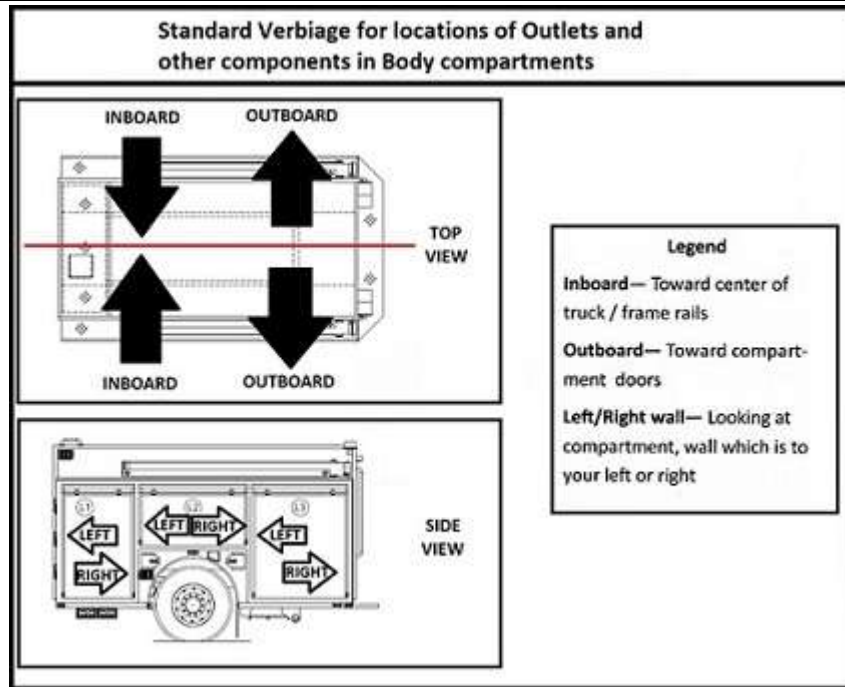 Standard Verbiage for locations of Outlets and
other components in Body compartments
INBOARD
OUTBOARD
TOP
VIEW
INBOARD
OUTBOARD
Legend
Inboard— Toward center of
truck / frame rails
Outboard— Toward compart-
ment doors
Left/Right wall— Looking at
compartment, wall which is to
your left or right
L1
L2
L3
LEFT
LEFT
RIGHT
LEFT
RIGHT
RIGHT
SIDE
VIEW